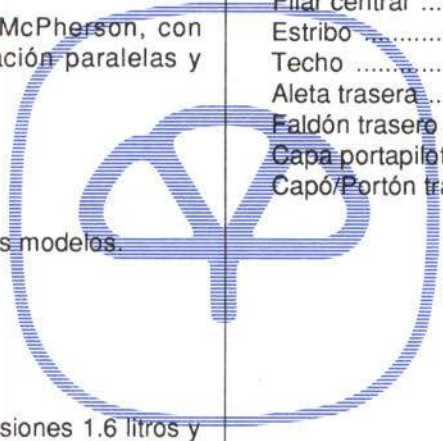 McPherson, con
ación paralelas y
s modelos.
siones 1.6 litros y
Pilar central ...
Estribo ............
Techo .............
Aleta trasera ...
Faldón trasero
Capa portapilot
Capó/Portón tra